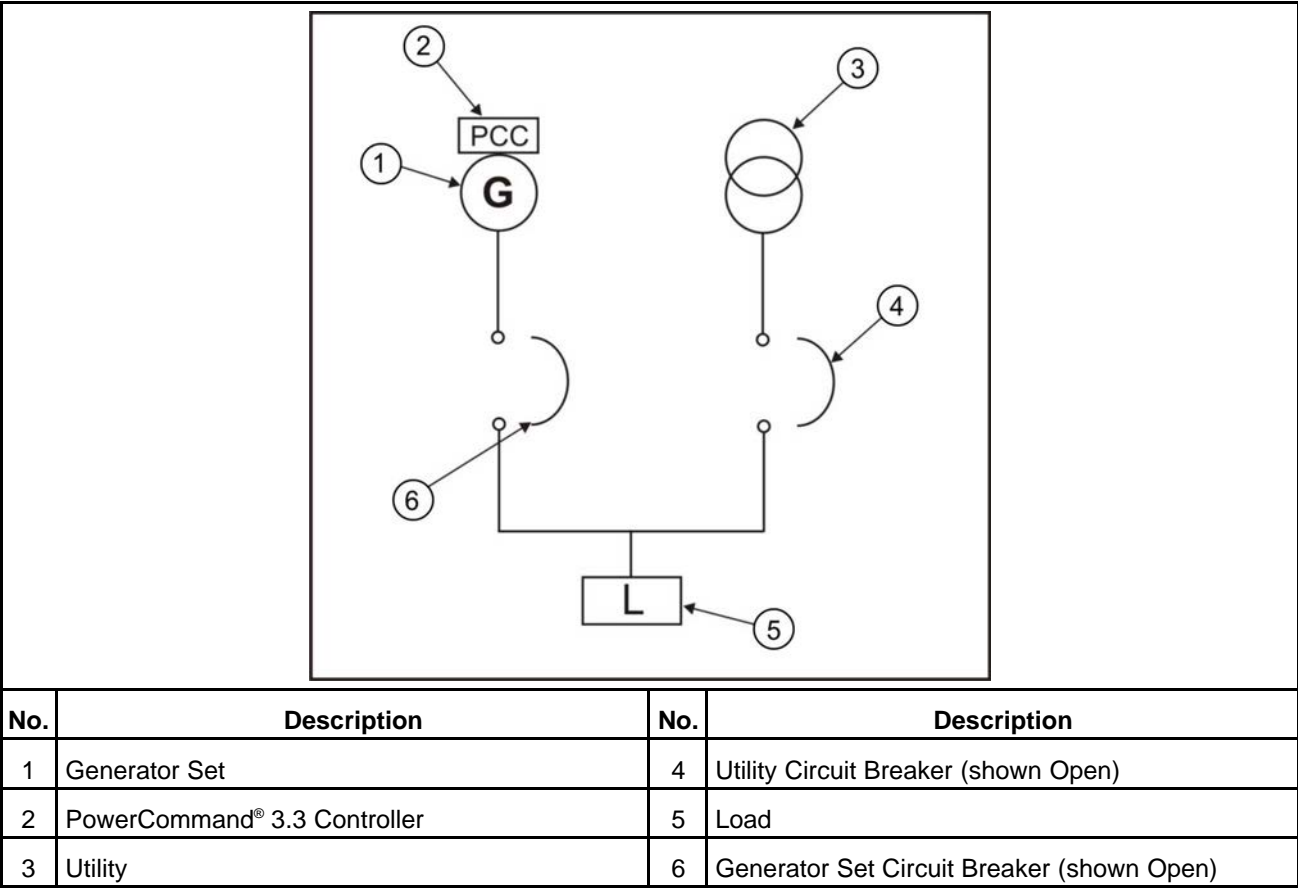 2
3
PCC
1
G
4
6
L
5
No. Description No. Description
1 Generator Set 4 Utility Circuit Breaker (shown Open)
2 PowerCommand® 3.3 Controller 5 Load
3 Utility 6 Generator Set Circuit Breaker (shown Open)